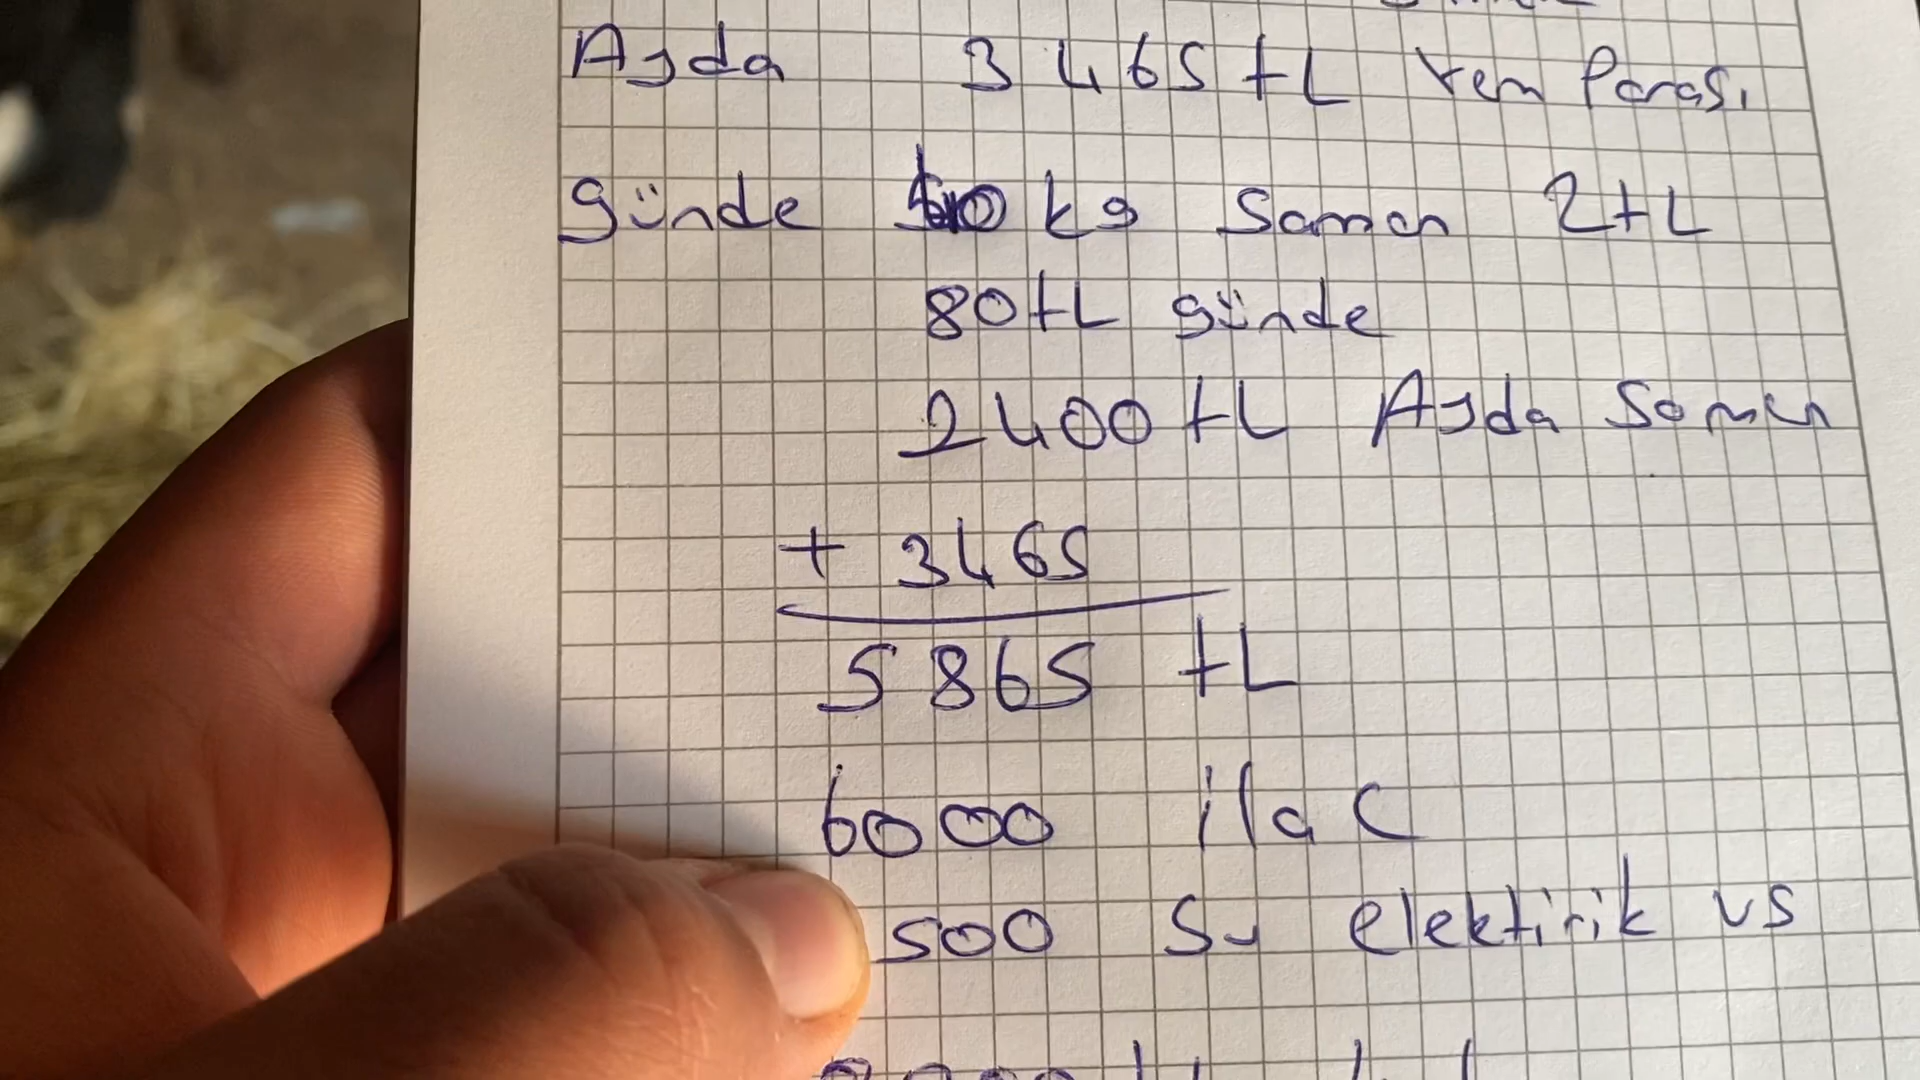 Ayda 3465 tL Yem Parası
günde kg Saman 2tL
80tL günde
2400 tL Ayda Saman
+ 3465
5865 tL
6000 ilaC
500 Su elektirik vs